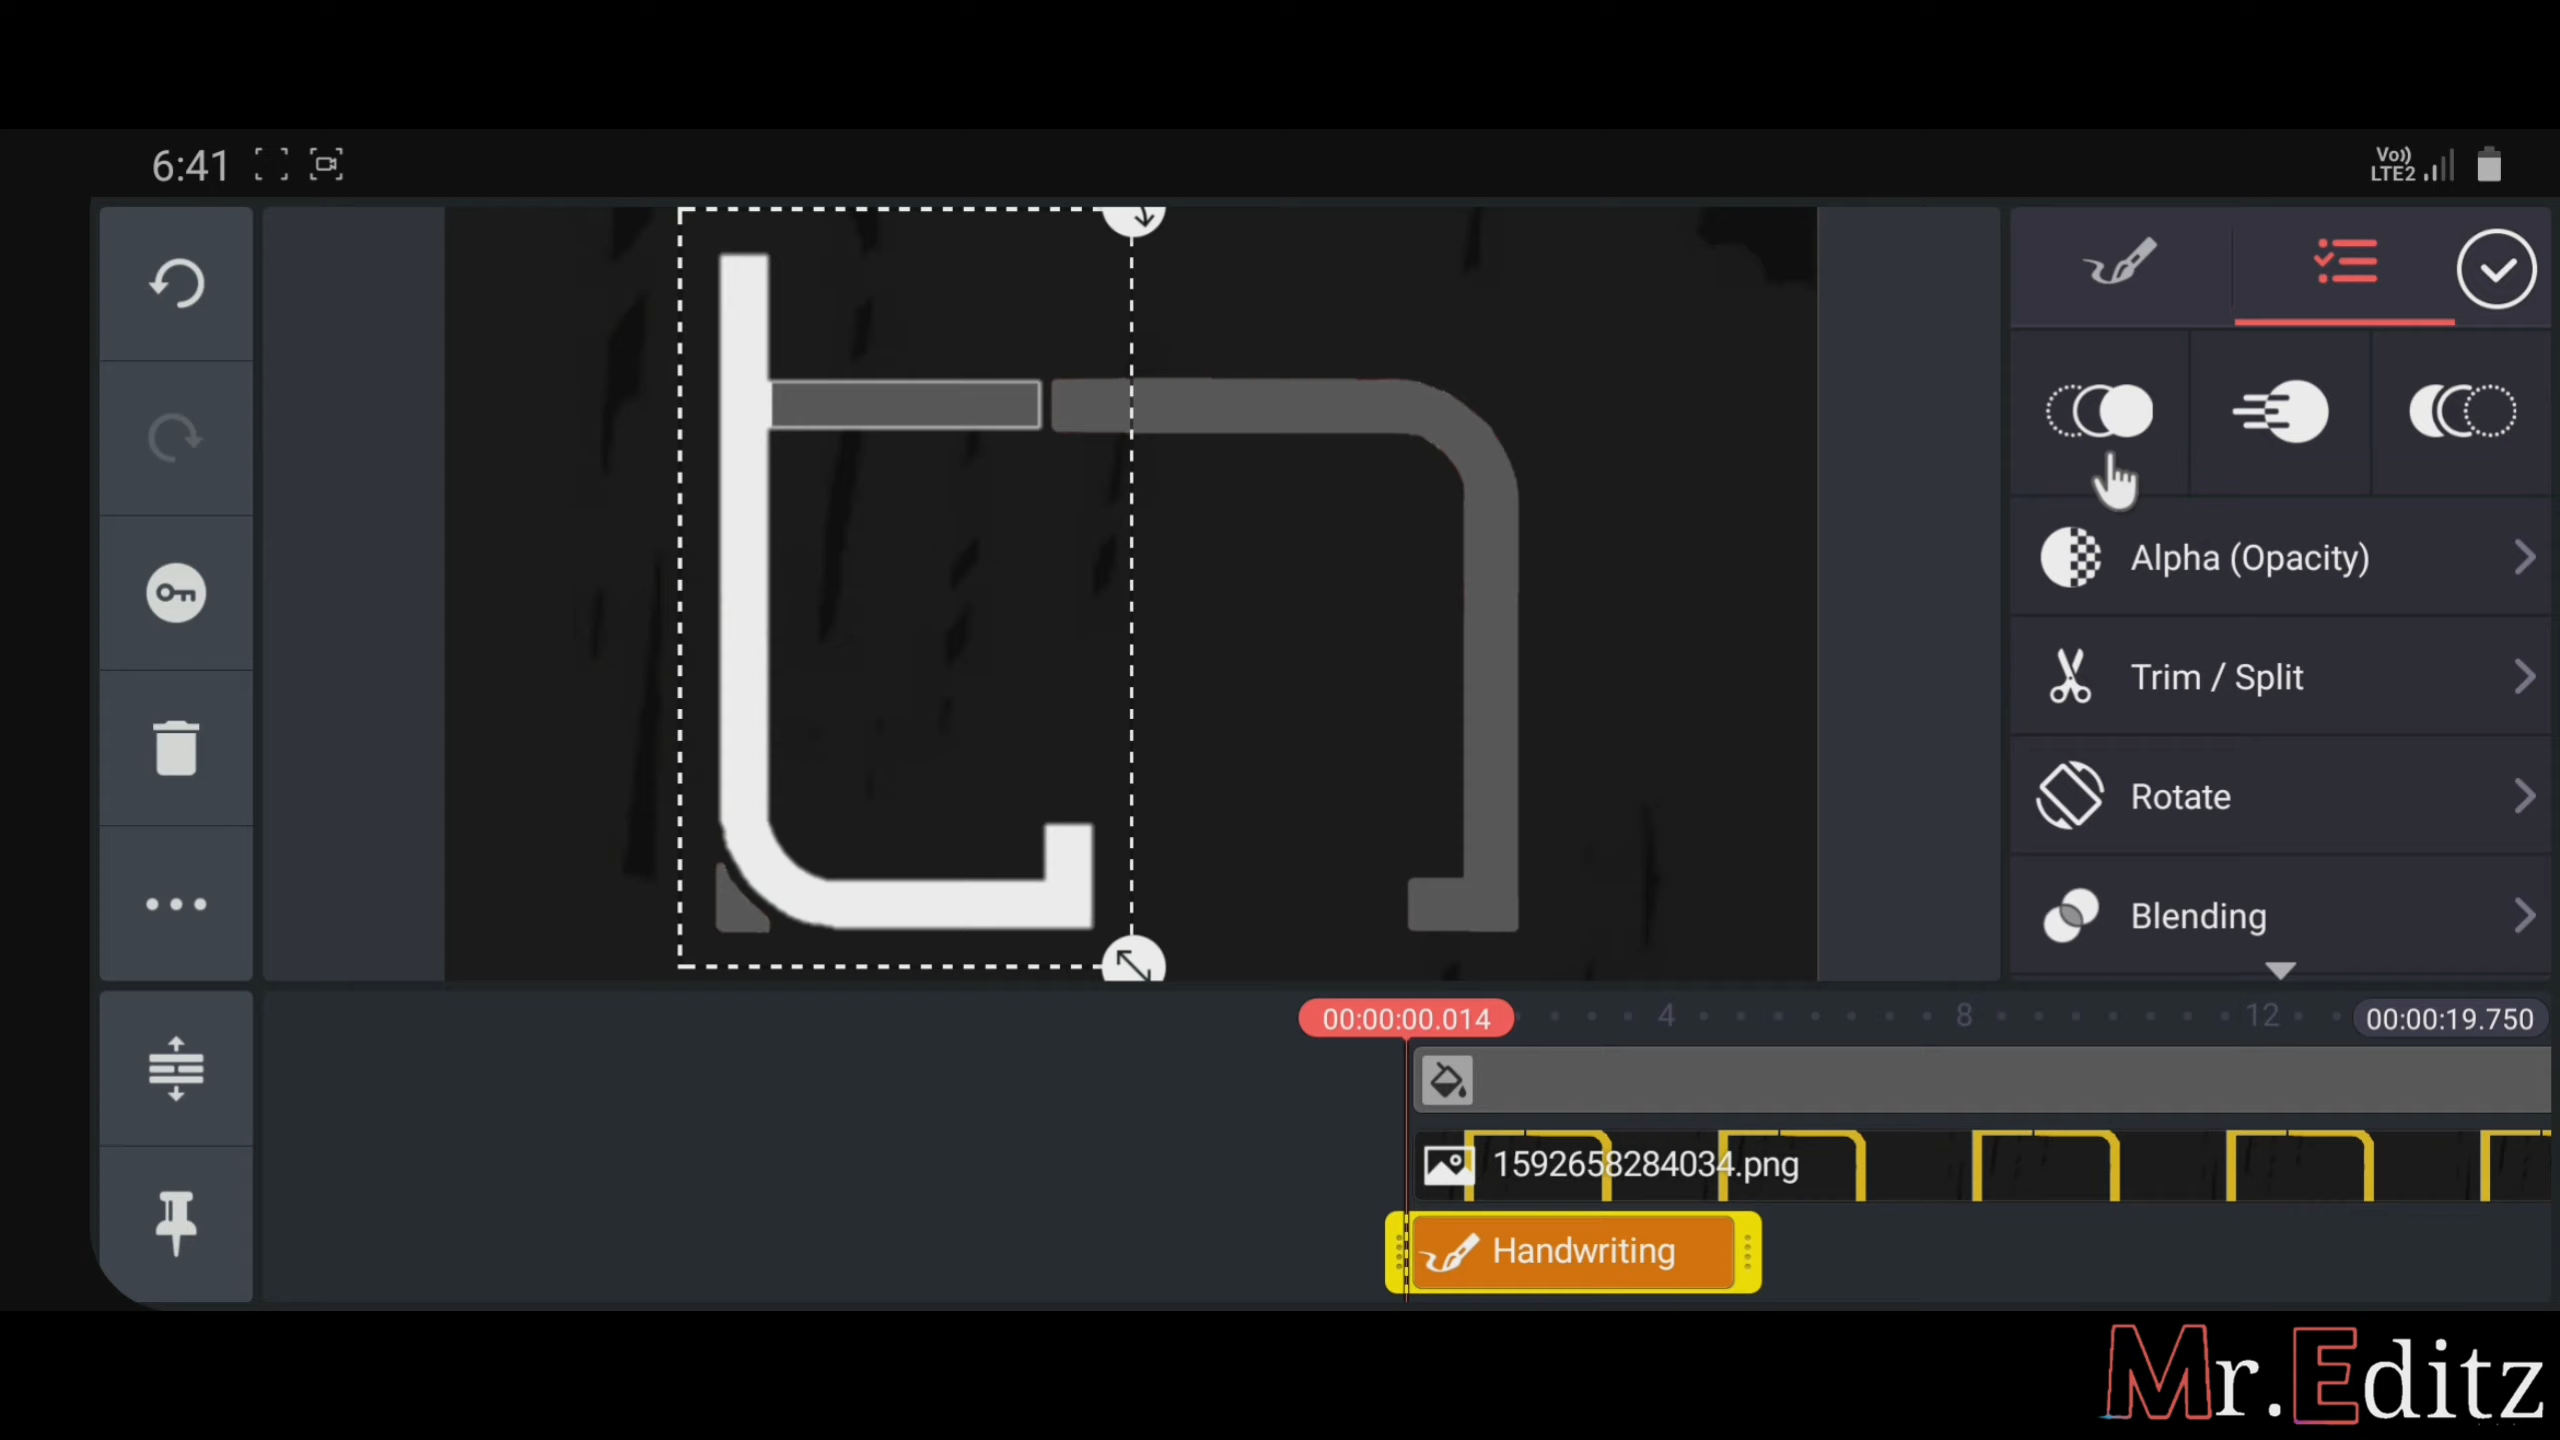 6:41
Vo))
LTE2
Alpha (Opacity)
Trim / Split
Rotate
Blending
00:00:00.014
4
8
12
00:00:19.750
1592658284034.png
Handwriting
Mr.Editz